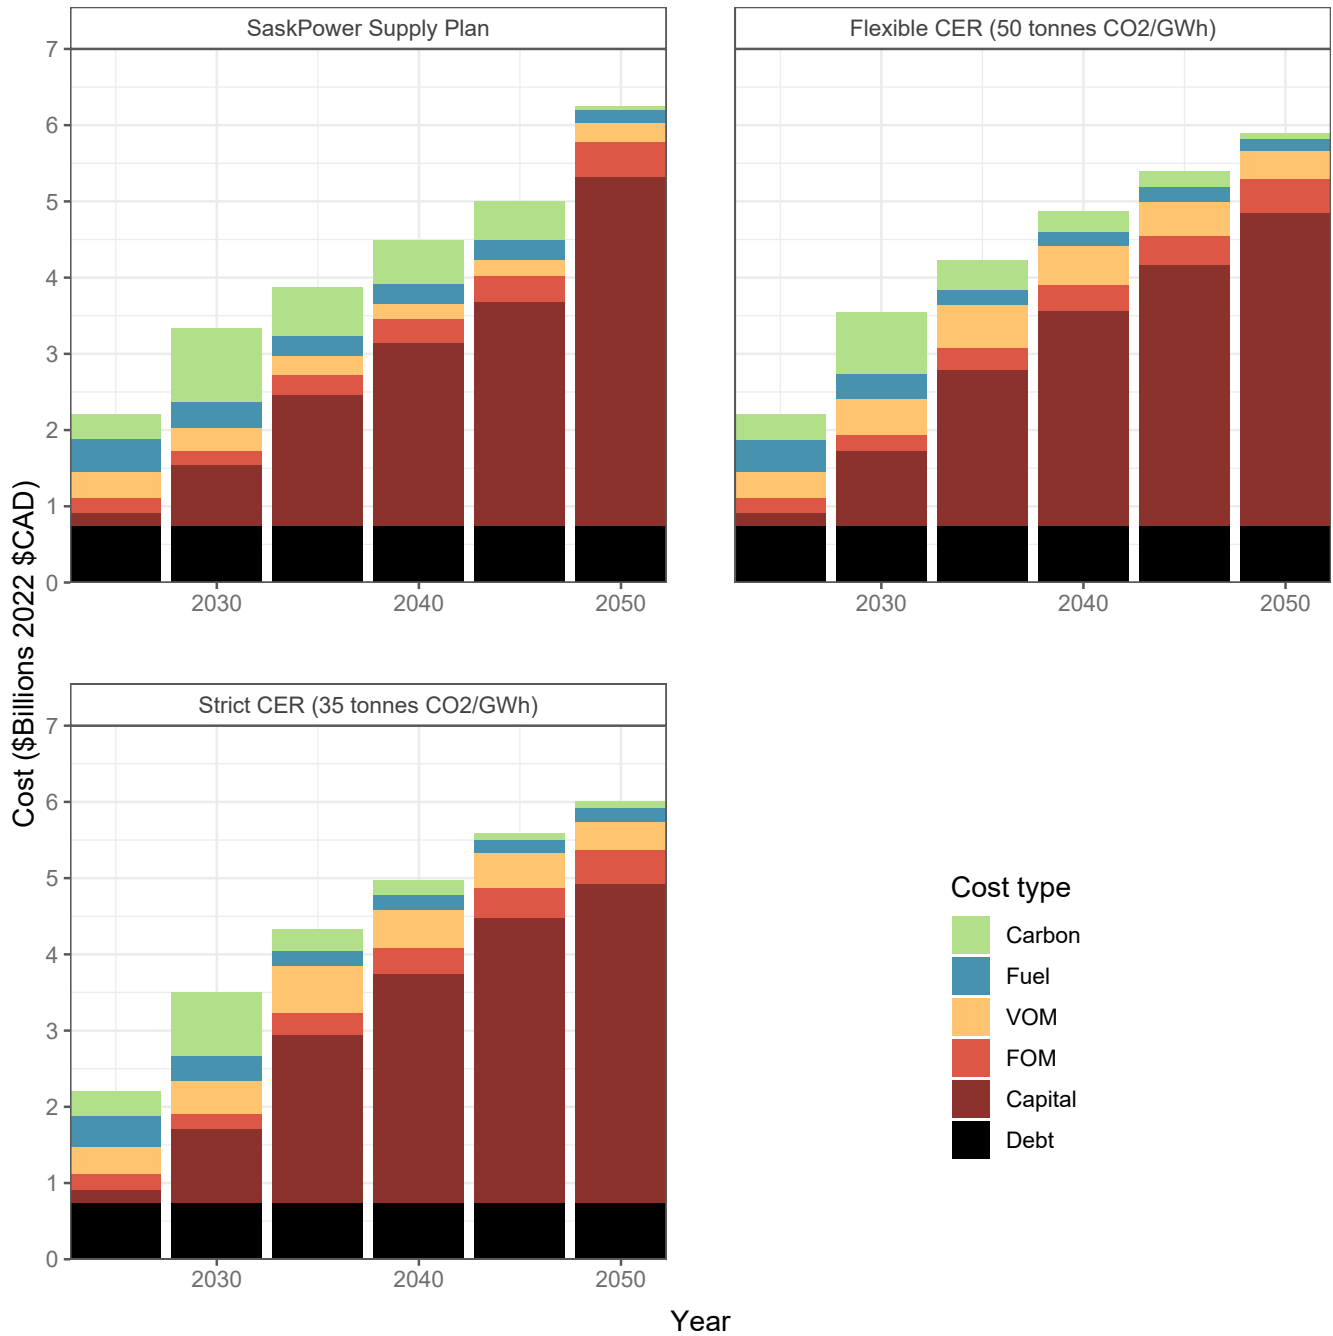 SaskPower Supply Plan
Flexible CER (50 tonnes CO2/GWh)
7
6
5
4
3
2
1
0
2030
2040
2050
2030
2040
2050
Strict CER (35 tonnes CO2/GWh)
7
6
5
4
3
2
1
0
2030
2040
2050
Cost ($Billions 2022 $CAD)
Year
Cost type
Carbon
Fuel
VOM
FOM
Capital
Debt